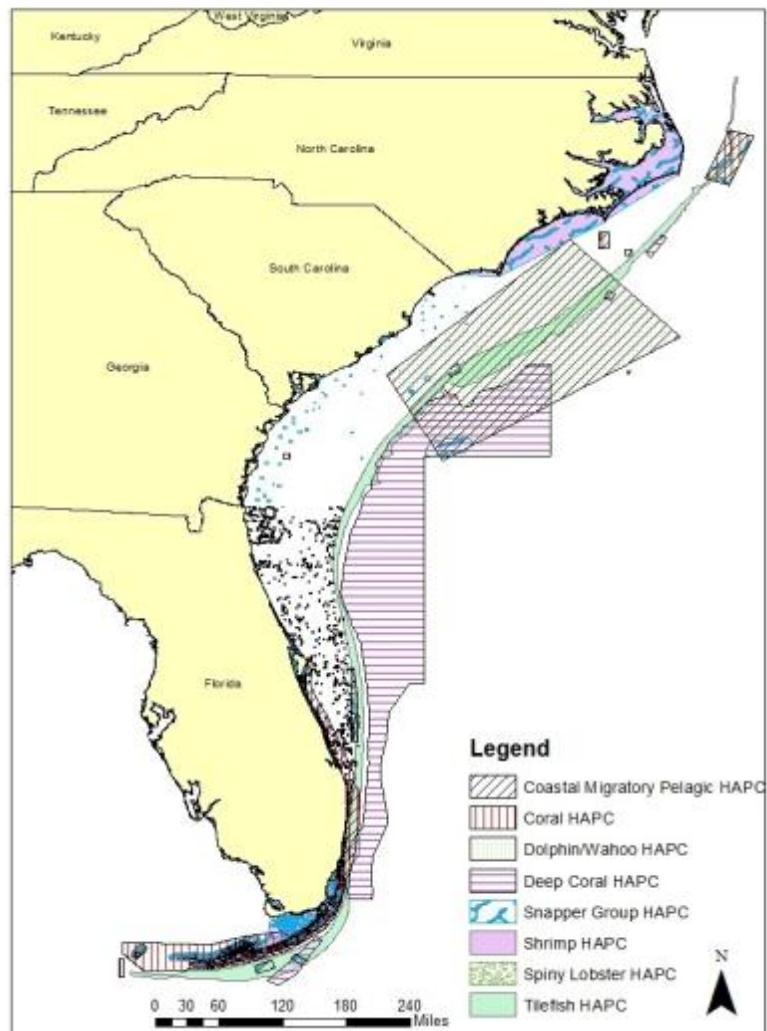 West Virginia
Kentucky
Virginia
Tennessee
North Carolina
South Carolina
Georgia
Florida
Legend
Coastal Migratory Pelagic HAPC
Coral HAPC
Dolphin/Wahoo HAPC
Deep Coral HAPC
Snapper Group HAPC
Shrimp HAPC
Spiny Lobster HAPC
Tilefish HAPC
N
0 30 60 120 180 240
Miles